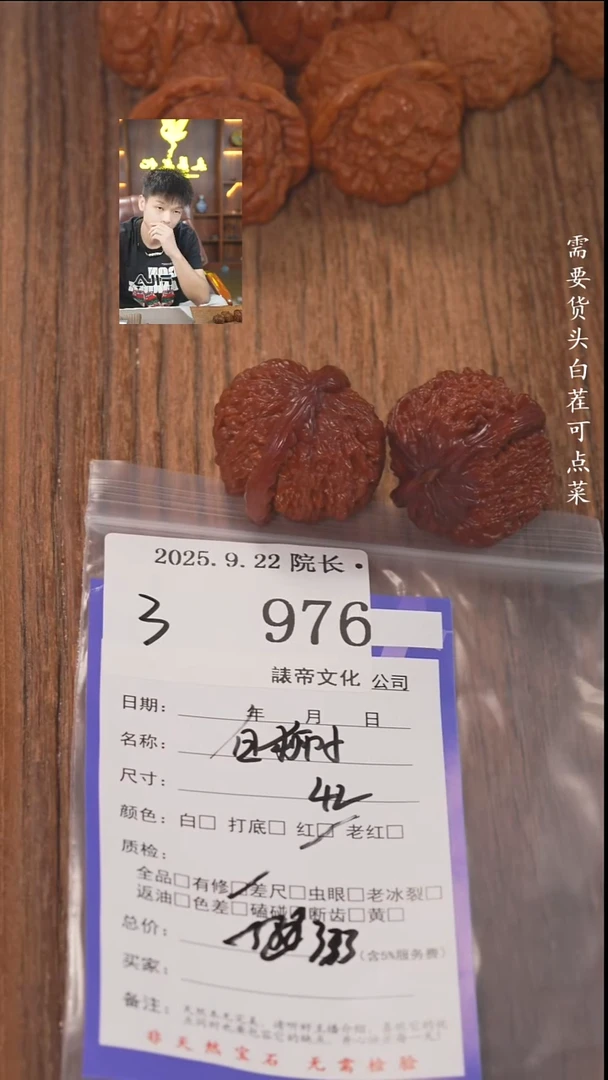 需要货头白茬可点菜
2025.9.22 院长·
3 976
諘帝文化 公司
日期： 年 月 日
名称：
尺寸： 42
颜色：白□ 打底□ 红□ 老红□
质检：
全品□有修□差尺□虫眼□老冰裂□
返油□色差□磕碰□断齿□黄□
总价： 333 (含5%服务费)
买家：
备注：
非天然宝石 无需检验